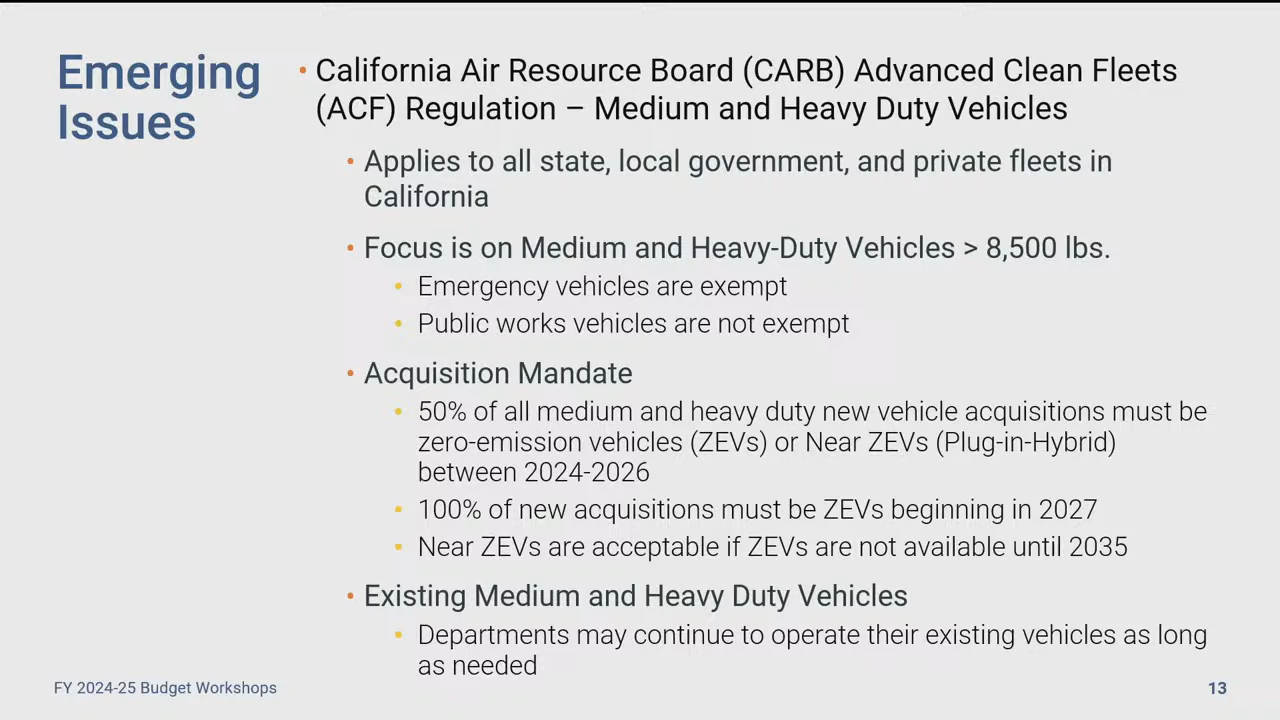 Emerging
Issues
• California Air Resource Board (CARB) Advanced Clean Fleets
(ACF) Regulation – Medium and Heavy Duty Vehicles
• Applies to all state, local government, and private fleets in
California
• Focus is on Medium and Heavy-Duty Vehicles > 8,500 lbs.
• Emergency vehicles are exempt
• Public works vehicles are not exempt
• Acquisition Mandate
• 50% of all medium and heavy duty new vehicle acquisitions must be
zero-emission vehicles (ZEVs) or Near ZEVs (Plug-in-Hybrid)
between 2024-2026
• 100% of new acquisitions must be ZEVs beginning in 2027
• Near ZEVs are acceptable if ZEVs are not available until 2035
• Existing Medium and Heavy Duty Vehicles
• Departments may continue to operate their existing vehicles as long
as needed
FY 2024-25 Budget Workshops
13